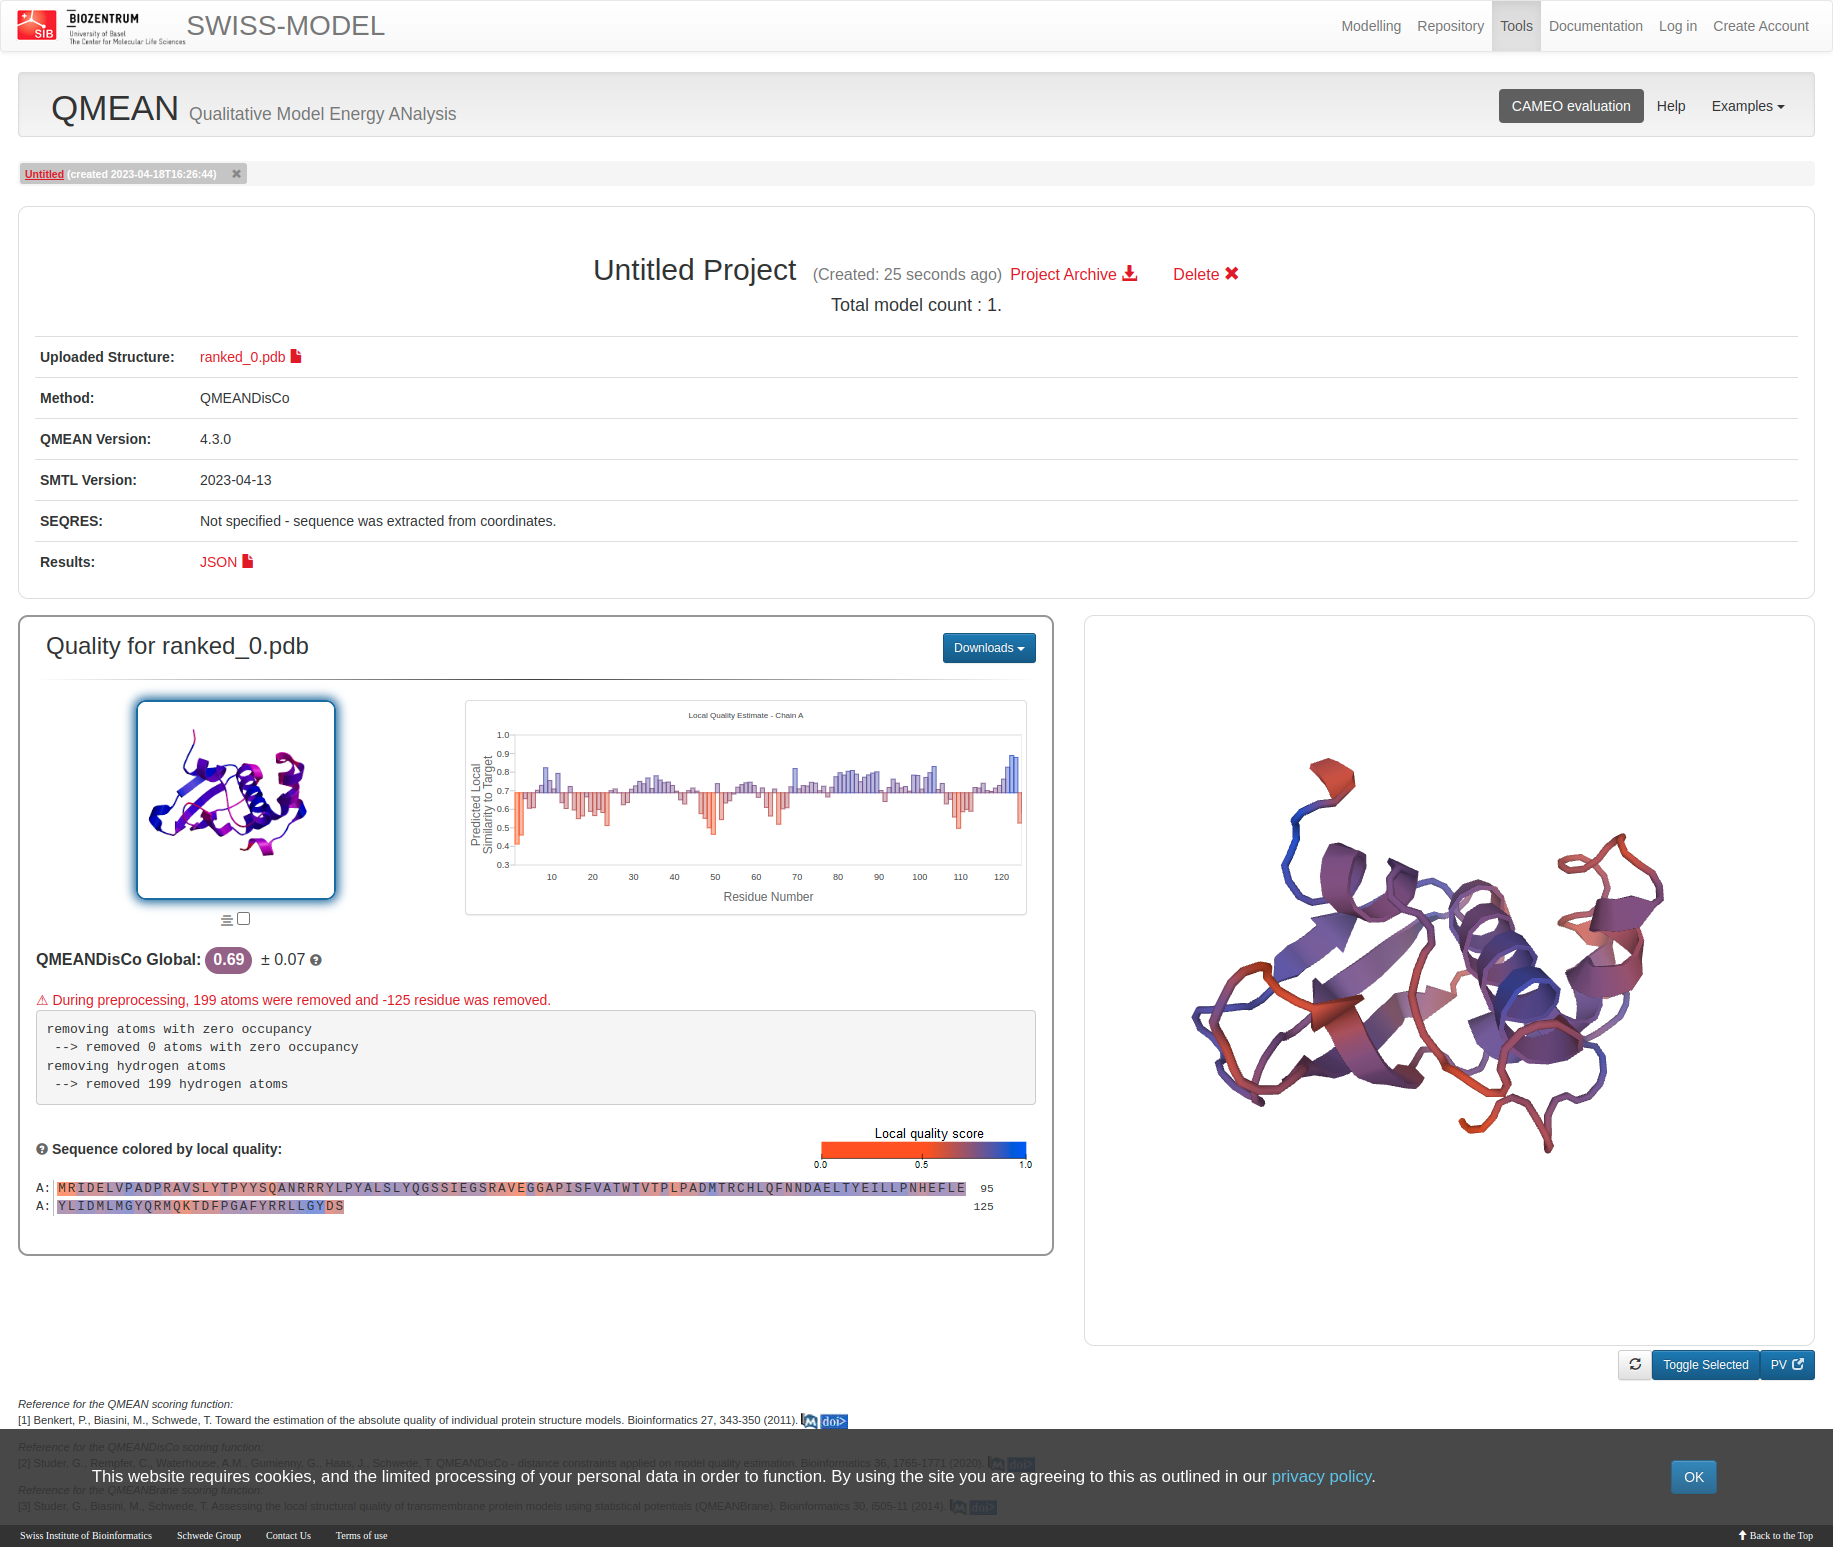 SIB
BIOZENTRUM
University of Basel
The Center for Molecular Life Sciences
SWISS-MODEL
Modelling Repository Tools Documentation Log in Create Account
QMEAN Qualitative Model Energy ANalysis
CAMEO evaluation Help Examples
Untitled (created 2023-04-18T16:26:44)
Untitled Project (Created: 25 seconds ago) Project Archive Delete
Total model count : 1.
Uploaded Structure: ranked_0.pdb
Method: QMEANDisCo
QMEAN Version: 4.3.0
SMTL Version: 2023-04-13
SEQRES: Not specified - sequence was extracted from coordinates.
Results: JSON
Quality for ranked_0.pdb
Downloads
Local Quality Estimate - Chain A
Predicted Local
Similarity to Target
1.0
0.9
0.8
0.7
0.6
0.5
0.4
0.3
10 20 30 40 50 60 70 80 90 100 110 120
Residue Number
QMEANDisCo Global: 0.69 ± 0.07
⚠ During preprocessing, 199 atoms were removed and -125 residue was removed.
removing atoms with zero occupancy
--> removed 0 atoms with zero occupancy
removing hydrogen atoms
--> removed 199 hydrogen atoms
Sequence colored by local quality:
Local quality score
0.0 0.5 1.0
A: MRIDELVPADPRAVSLYTPYYSQANRRRYLPYALSLYQGSSIEGSRAVEGGAPISFVATWTVTPLPADMTRCHLQFNNDAELTYEILLPNHEFLE 95
A: YLIDMLMGYQRMQKTDFPGAFYRRLLGYDS 125
Toggle Selected PV
Reference for the QMEAN scoring function:
[1] Benkert, P., Biasini, M., Schwede, T. Toward the estimation of the absolute quality of individual protein structure models. Bioinformatics 27, 343-350 (2011). doi>
Reference for the QMEANDisCo scoring function:
[2] Studer, G., Rempfer, C., Waterhouse, A.M., Gumienny, G., Haas, J., Schwede, T. QMEANDisCo - distance constraints applied on model quality estimation. Bioinformatics 36, 1765-1771 (2020). doi>
This website requires cookies, and the limited processing of your personal data in order to function. By using the site you are agreeing to this as outlined in our privacy policy.
OK
Reference for the QMEANBrane scoring function:
[3] Studer, G., Biasini, M., Schwede, T. Assessing the local structural quality of transmembrane protein models using statistical potentials (QMEANBrane). Bioinformatics 30, i505-11 (2014). doi>
Swiss Institute of Bioinformatics Schwede Group Contact Us Terms of use
Back to the Top